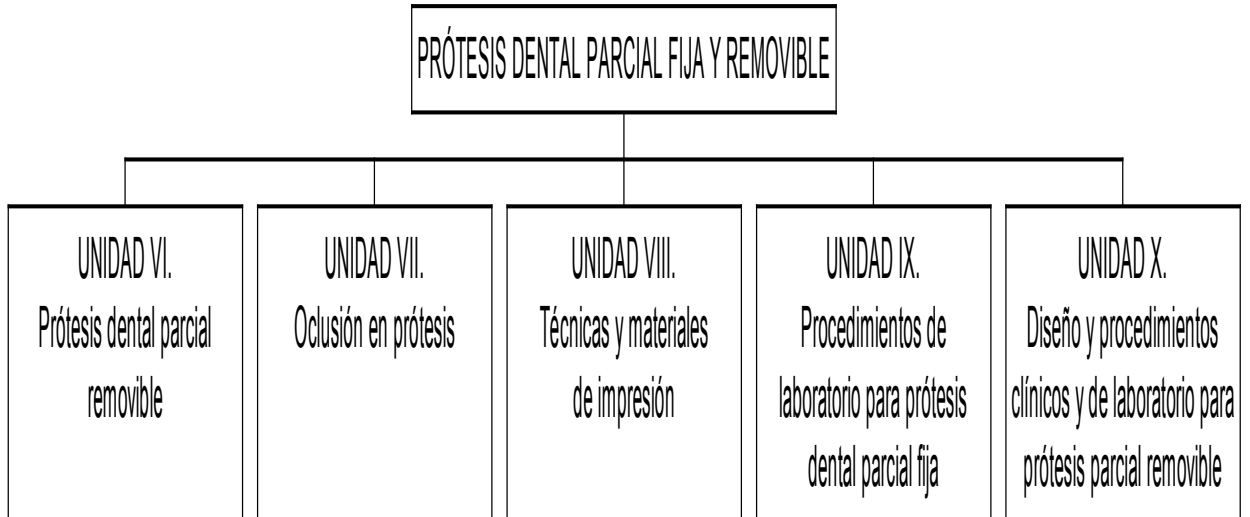 PRÓTESIS DENTAL PARCIAL FIJA Y REMOVIBLE
UNIDAD VI.
Prótesis dental parcial
removible
UNIDAD VII.
Oclusión en prótesis
UNIDAD VIII.
Técnicas y materiales
de impresión
UNIDAD IX.
Procedimientos de
laboratorio para prótesis
dental parcial fija
UNIDAD X.
Diseño y procedimientos
clínicos y de laboratorio para
prótesis parcial removible